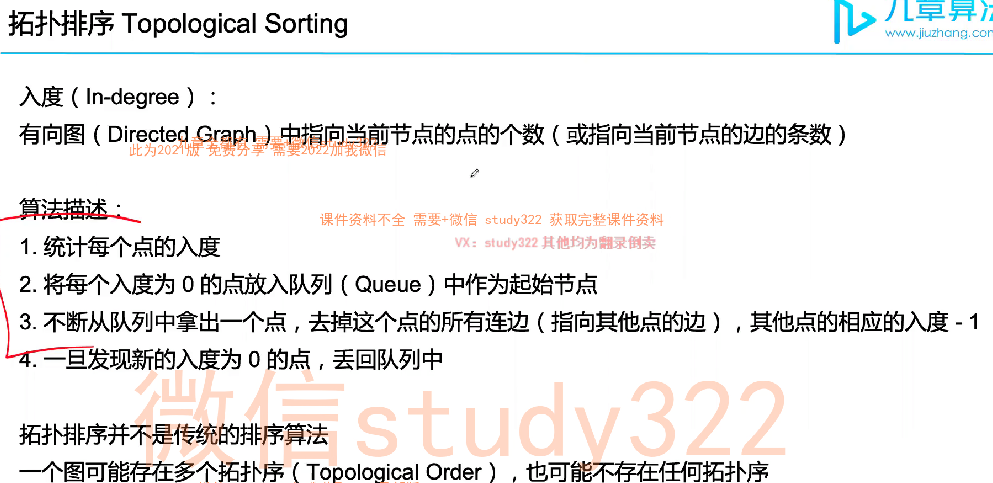 拓扑排序 Topological Sorting
九章算法
www.jiuzhang.com
入度（In-degree）：
有向图（Directed Graph）中指向当前节点的点的个数（或指向当前节点的边的条数）
此为2021版 免费分享 需要2022加我微信
算法描述：
课件资料不全 需要+微信 study322 获取完整课件资料
1. 统计每个点的入度
VX：study322 其他均为翻录倒卖
2. 将每个入度为 0 的点放入队列（Queue）中作为起始节点
3. 不断从队列中拿出一个点，去掉这个点的所有连边（指向其他点的边），其他点的相应的入度 - 1
4. 一旦发现新的入度为 0 的点，丢回队列中
微信study322
拓扑排序并不是传统的排序算法
一个图可能存在多个拓扑序（Topological Order），也可能不存在任何拓扑序